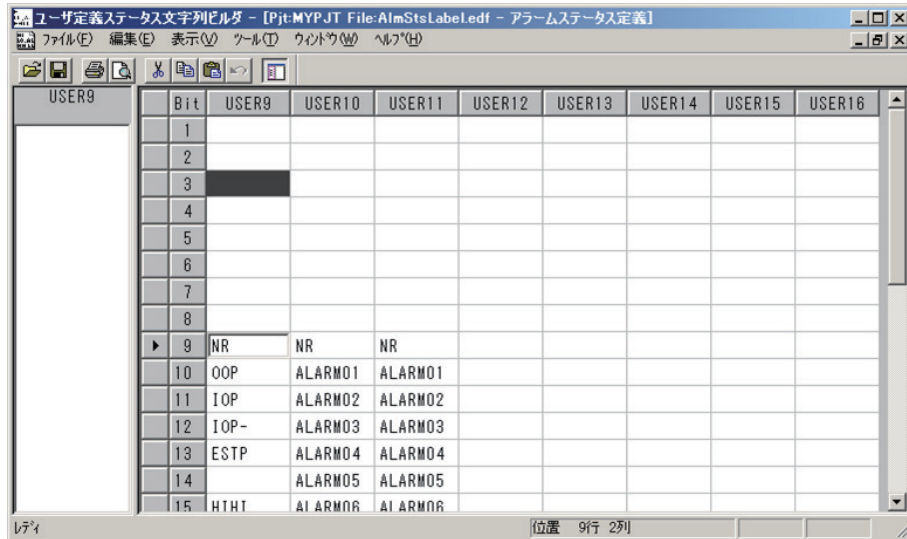 ユーザ定義ステータス文字列ビルダ - [Pjt:MYPJT File:AlmStsLabel.edf - アラームステータス定義]
ファイル(F) 編集(E) 表示(V) ツール(T) ウィンドウ(W) ヘルプ(H)
USER9
Bit USER9 USER10 USER11 USER12 USER13 USER14 USER15 USER16
1
2
3
4
5
6
7
8
9 NR NR NR
10 OOP ALARM01 ALARM01
11 IOP ALARM02 ALARM02
12 IOP- ALARM03 ALARM03
13 ESTP ALARM04 ALARM04
14 ALARM05 ALARM05
15 HIHI ALARM06 ALARM06
レディ 位置 9行 2列